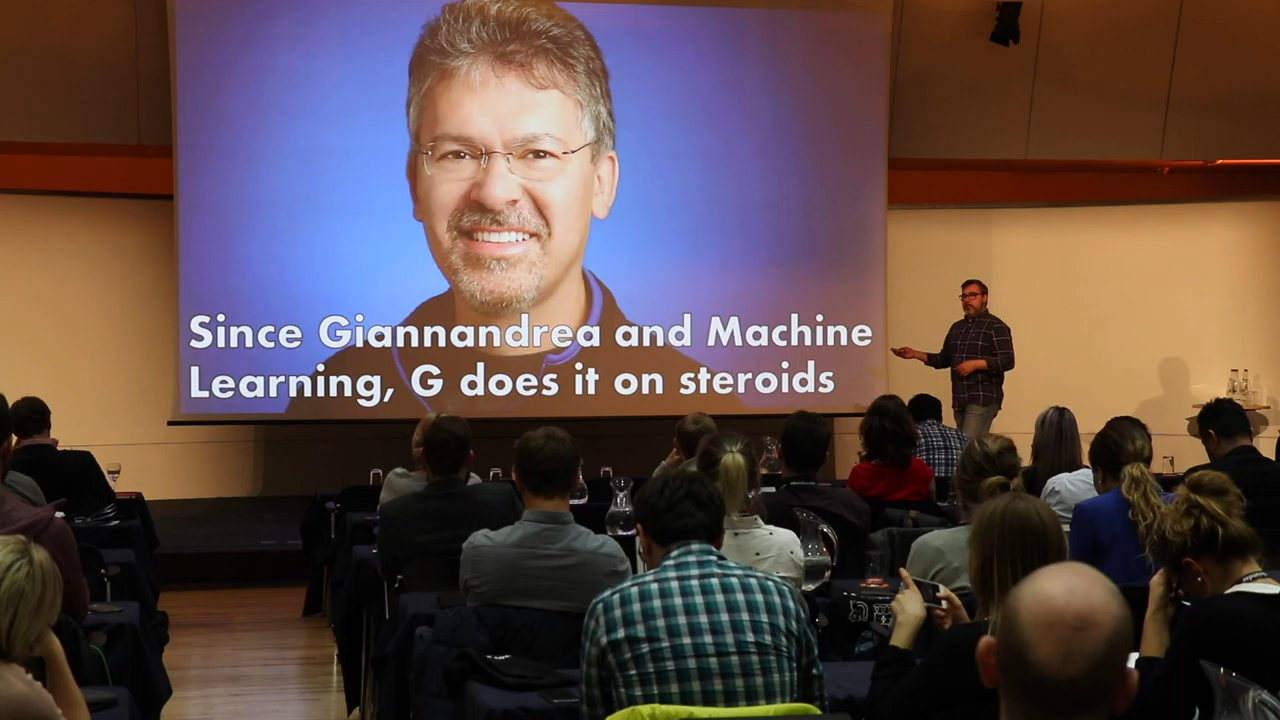 Since Giannandrea and Machine
Learning, G does it on steroids